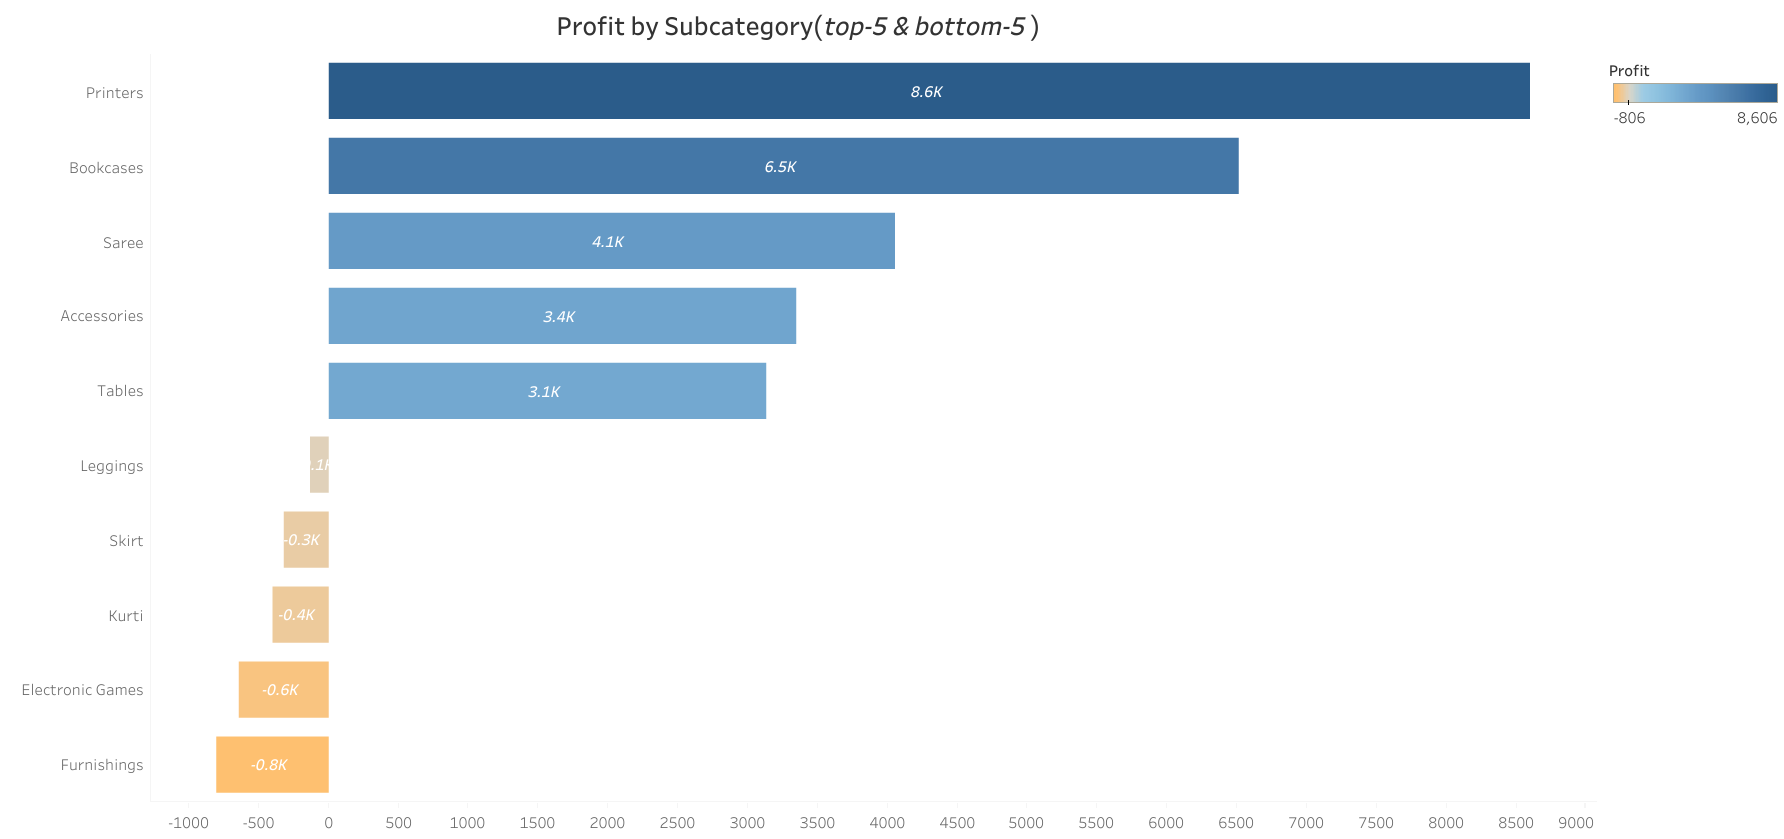 Profit by Subcategory(top-5 & bottom-5 )
Profit
-806 8,606
Printers 8.6K
Bookcases 6.5K
Saree 4.1K
Accessories 3.4K
Tables 3.1K
Leggings
Skirt -0.3K
Kurti -0.4K
Electronic Games -0.6K
Furnishings -0.8K
-1000 -500 0 500 1000 1500 2000 2500 3000 3500 4000 4500 5000 5500 6000 6500 7000 7500 8000 8500 9000